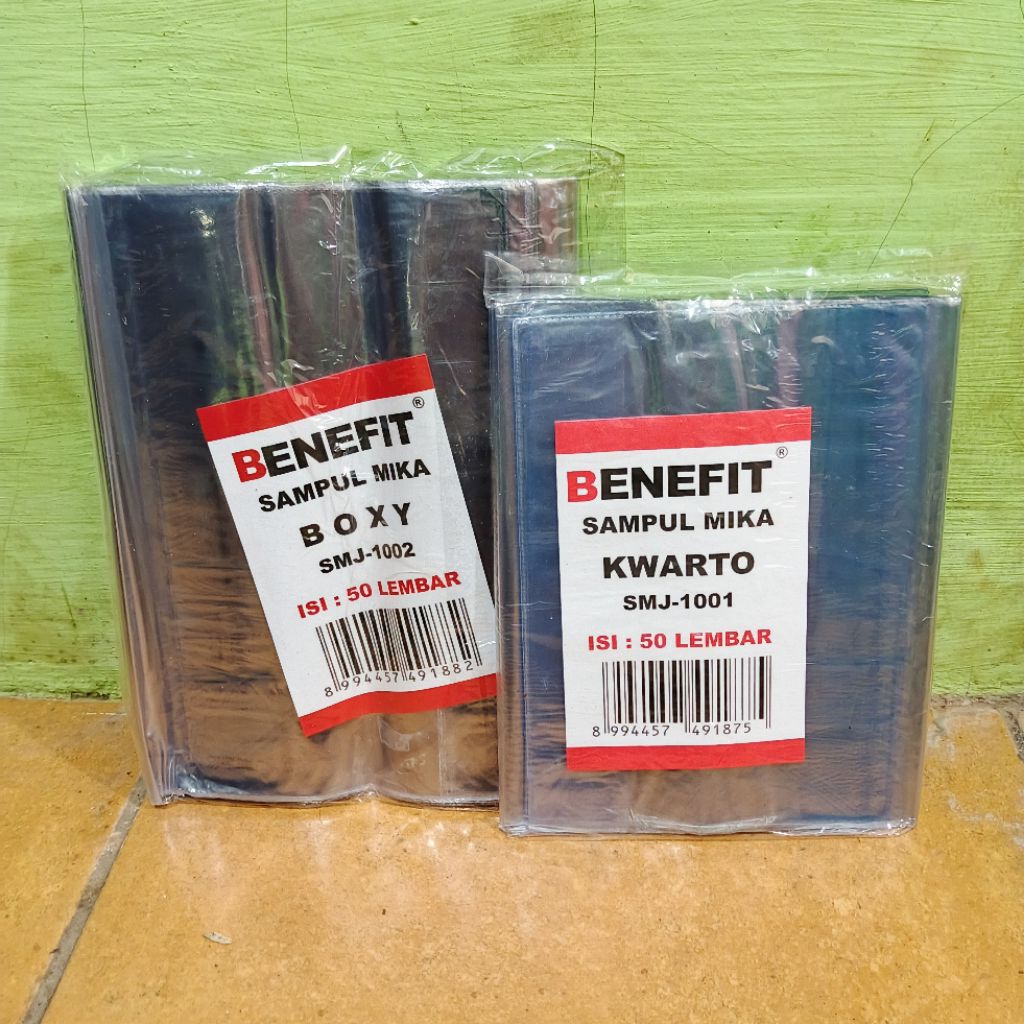 BENEFIT®
SAMPUL MIKA
BOXY
SMJ-1002
ISI : 50 LEMBAR
8 994457 491882
BENEFIT®
SAMPUL MIKA
KWARTO
SMJ-1001
ISI : 50 LEMBAR
8 994457 491875